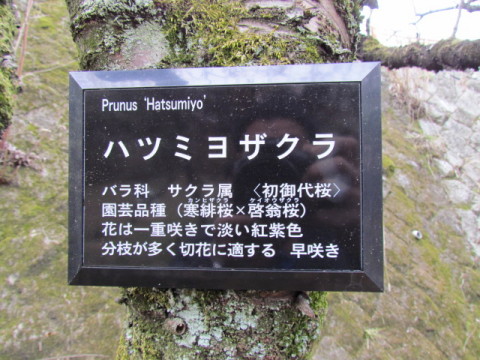 Prunus 'Hatsumiyo'
ハツミヨザクラ
バラ科 サクラ属 〈初御代桜〉
カンヒザクラ ケイオウザクラ
園芸品種（寒緋桜×啓翁桜）
花は一重咲きで淡い紅紫色
分枝が多く切花に適する 早咲き